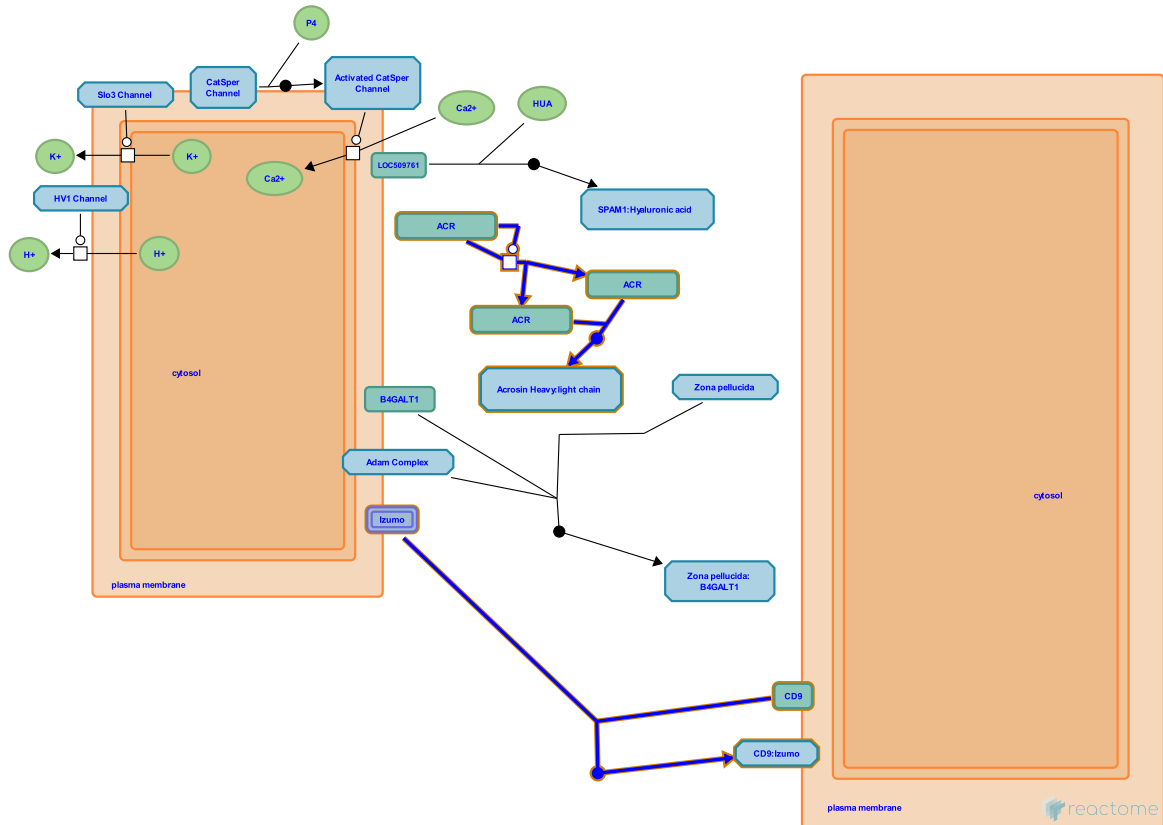 P4
CatSper
Channel
Activated CatSper
Channel
Slo3 Channel
Ca2+
HUA
K+
K+
LOC509761
Ca2+
HV1 Channel
SPAM1:Hyaluronic acid
ACR
H+
H+
ACR
ACR
cytosol
Acrosin Heavy:light chain
Zona pellucida
B4GALT1
Adam Complex
cytosol
Izumo
plasma membrane
Zona pellucida:
B4GALT1
CD9
CD9:Izumo
plasma membrane
reactome